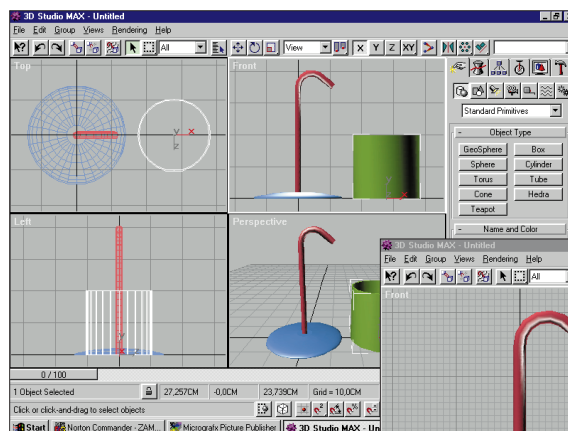 3D Studio MAX - Untitled
File Edit Group Views Rendering Help
All View X Y Z XY
Top
Front
Standard Primitives
Object Type
GeoSphere Box
Sphere Cylinder
Torus Tube
Cone Hedra
Teapot
Name and Color
Left
Perspective
3D Studio MAX - Untitled
File Edit Group Views Rendering Help
All
Front
0 / 100
1 Object Selected 27,257CM -0,0CM 23,739CM Grid = 10,0CM
Click or click-and-drag to select objects
Start Norton Commander - ZAM... Micrografx Picture Publisher 3D Studio MAX - Un